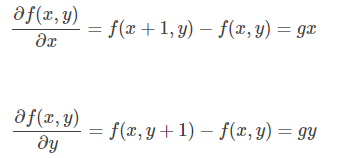 ∂f(x, y)/∂x = f(x + 1, y) − f(x, y) = gx
∂f(x, y)/∂y = f(x, y + 1) − f(x, y) = gy